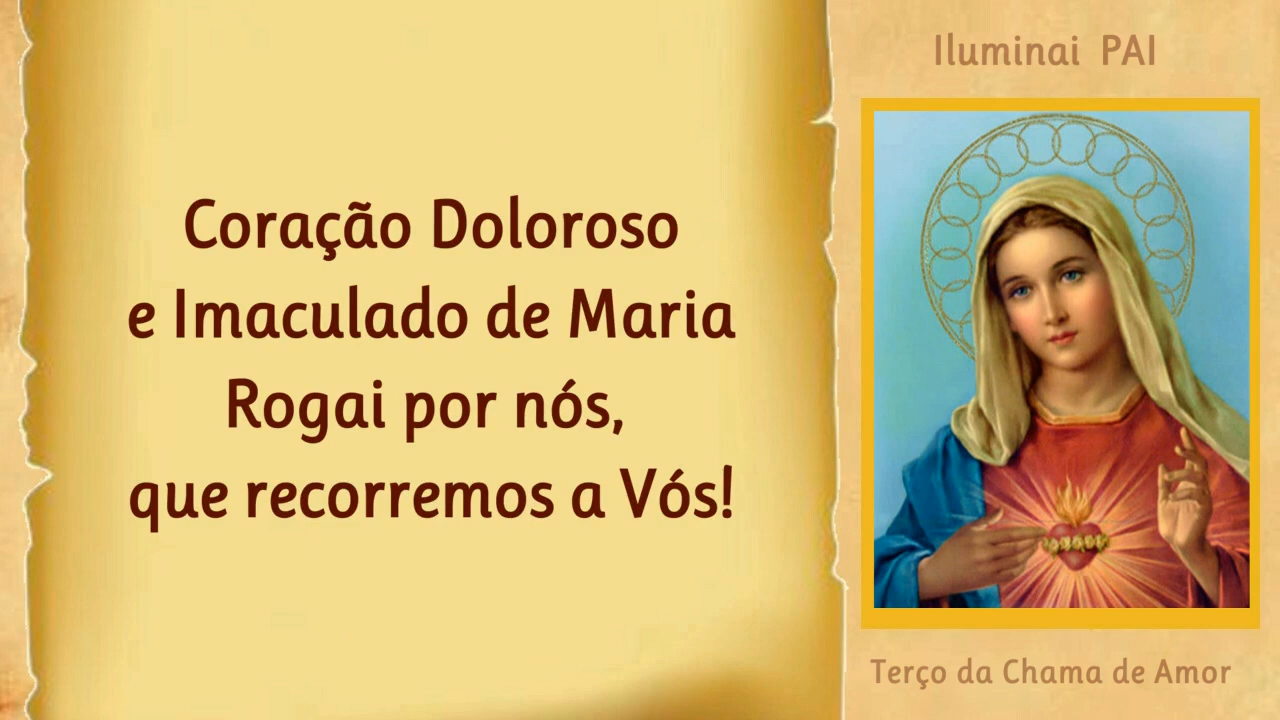 Coração Doloroso
e Imaculado de Maria
Rogai por nós,
que recorremos a Vós!
Iluminai PAI
Terço da Chama de Amor